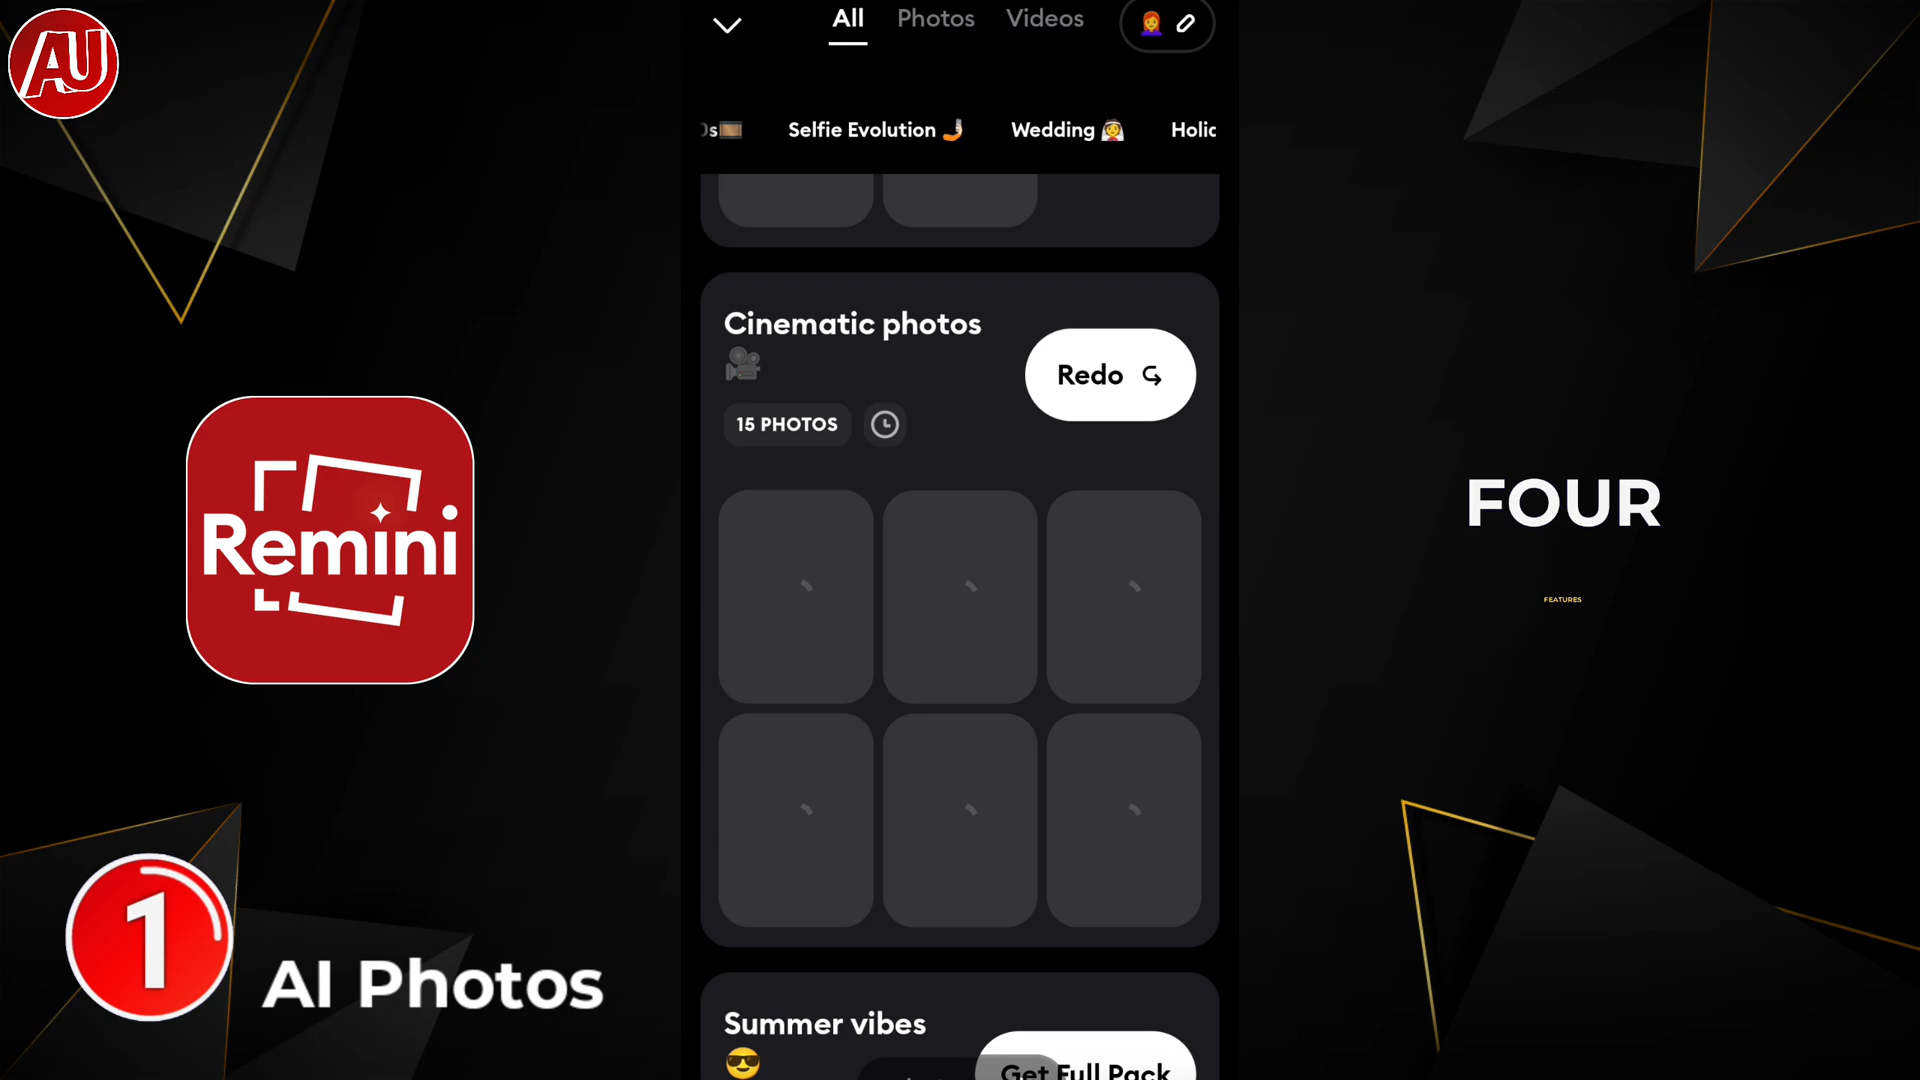 AU
All Photos Videos
Selfie Evolution Wedding
Cinematic photos
Redo
15 PHOTOS
Remini
FOUR
FEATURES
1
AI Photos
Summer vibes
Get Full Pack